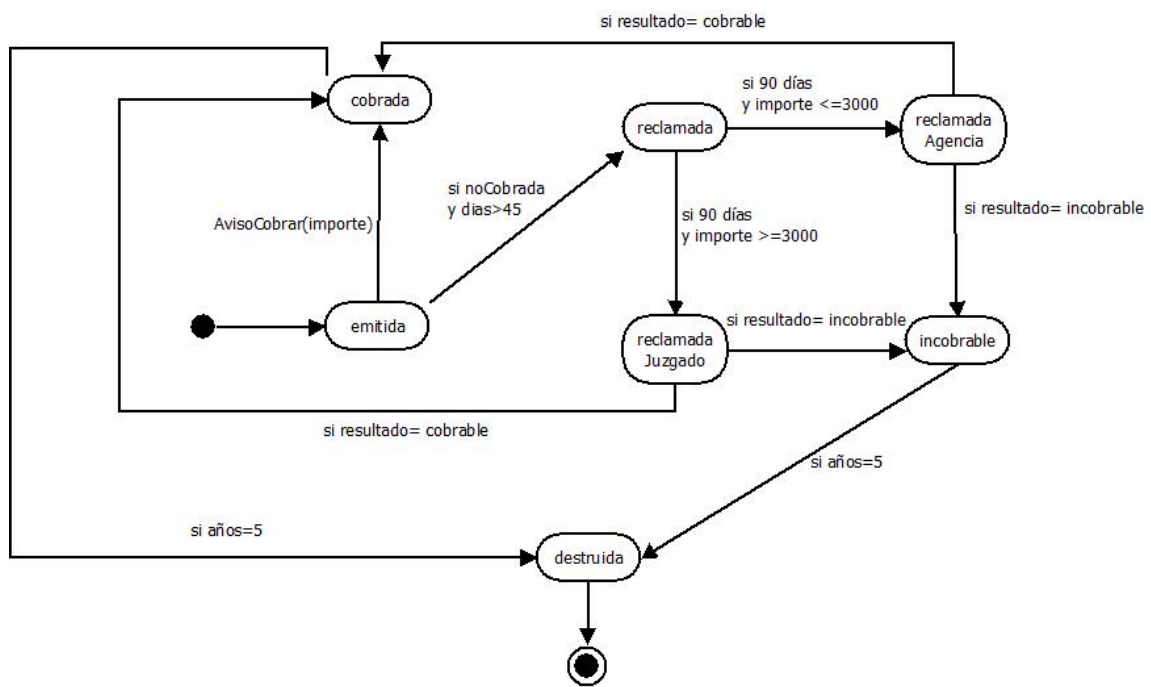 si resultado= cobrable
cobrada
si 90 días
y importe <=3000
reclamada
reclamada
Agencia
si noCobrada
y dias>45
AvisoCobrar(importe)
si 90 días
y importe >=3000
si resultado= incobrable
emitida
reclamada
Juzgado
si resultado= incobrable
incobrable
si resultado= cobrable
si años=5
si años=5
destruida